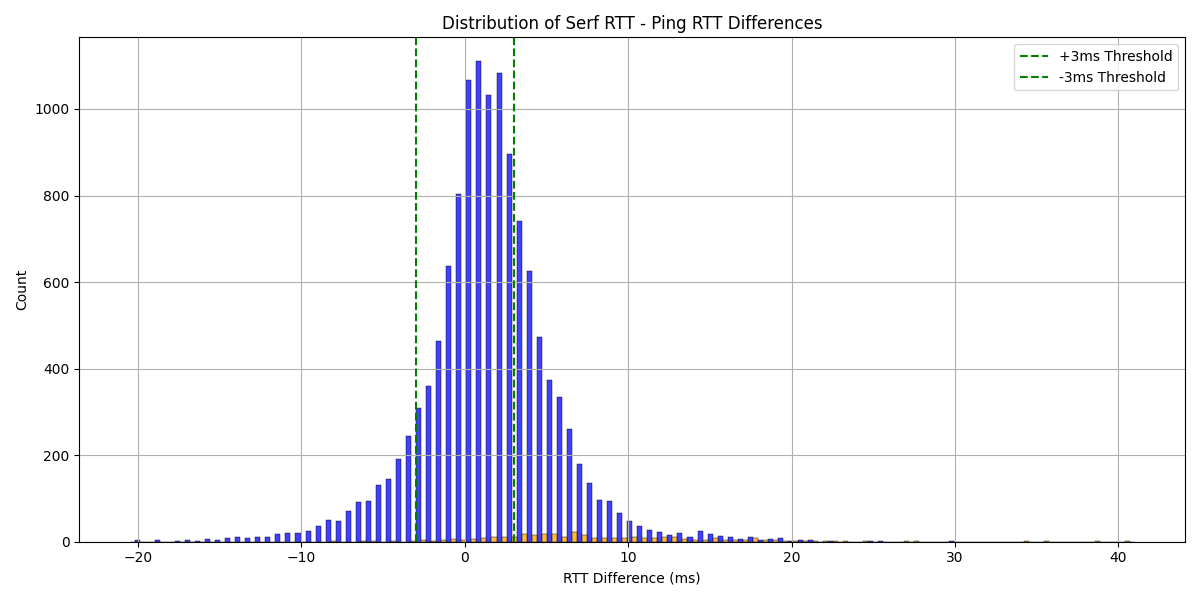 Distribution of Serf RTT - Ping RTT Differences
+3ms Threshold
-3ms Threshold
Count
1000
800
600
400
200
0
−20
−10
0
10
20
30
40
RTT Difference (ms)